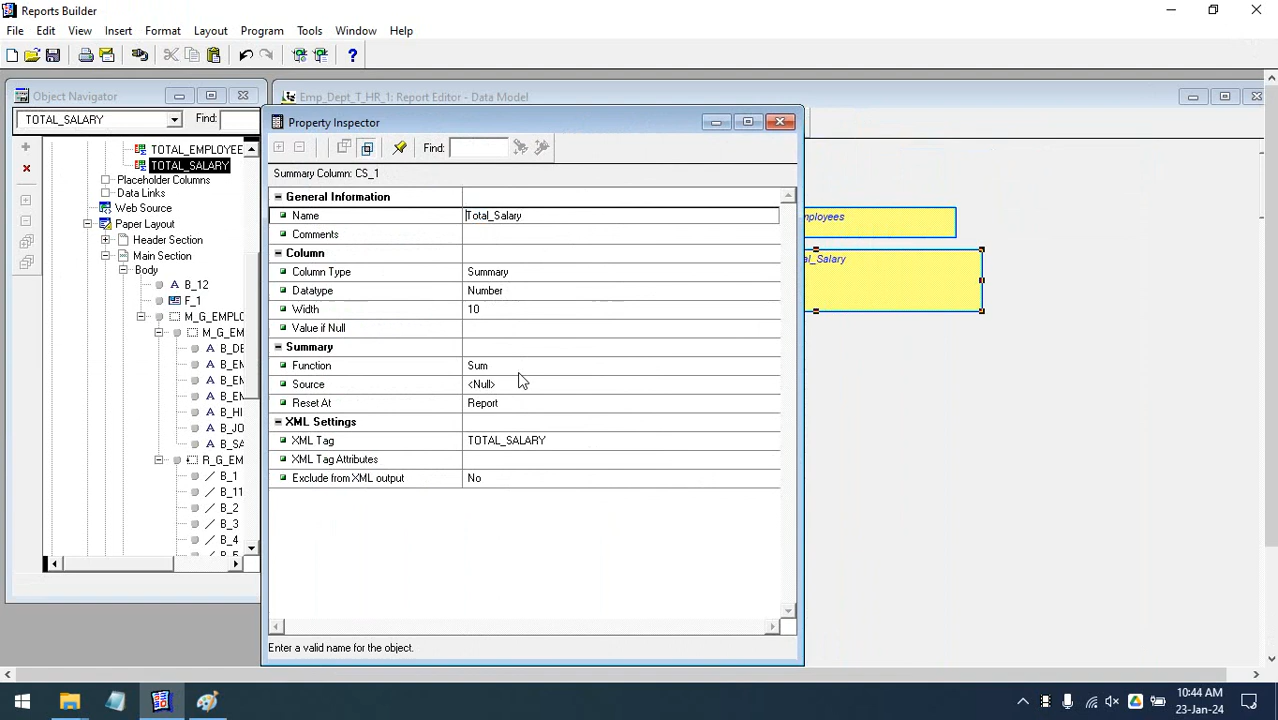 Reports Builder
File Edit View Insert Format Layout Program Tools Window Help
Object Navigator
Emp_Dept_T_HR_1: Report Editor - Data Model
TOTAL_SALARY Find:
Property Inspector
TOTAL_EMPLOYEE
TOTAL_SALARY
Placeholder Columns
Data Links
Web Source
Paper Layout
Header Section
Main Section
Body
B_12
F_1
M_G_EMPLO
M_G_EM
B_DE
B_EM
B_EM
B_EM
B_HI
B_JO
B_SA
R_G_EM
B_1
B_11
B_2
B_3
B_4
Find:
Summary Column: CS_1
General Information
Name Total_Salary
Comments
Column
Column Type Summary
Datatype Number
Width 10
Value if Null
Summary
Function Sum
Source <Null>
Reset At Report
XML Settings
XML Tag TOTAL_SALARY
XML Tag Attributes
Exclude from XML output No
Enter a valid name for the object.
mployees
al_Salary
10:44 AM
23-Jan-24